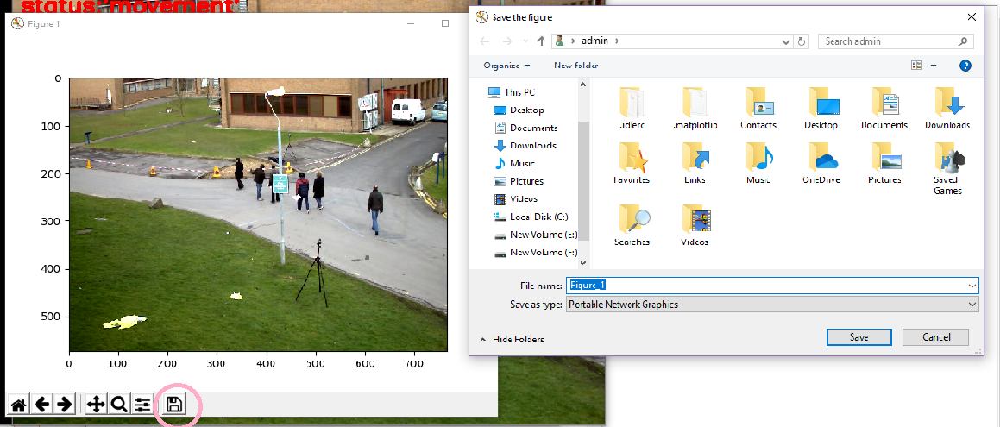 status:'movement'
Figure 1
0
100
200
300
400
500
0 100 200 300 400 500 600 700
Save the figure
admin
Search admin
Organize
New folder
This PC
Desktop
Documents
Downloads
Music
Pictures
Videos
Local Disk (C:)
New Volume (E:)
New Volume (F:)
.idlerc
.matplotlib
Contacts
Desktop
Documents
Downloads
Favorites
Links
Music
OneDrive
Pictures
Saved
Games
Searches
Videos
File name: Figure_1
Save as type: Portable Network Graphics
Hide Folders
Save
Cancel